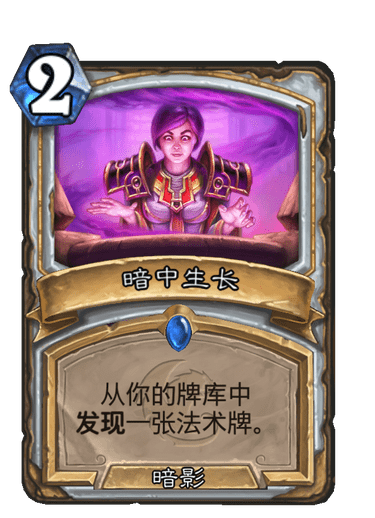 2
暗中生长
从你的牌库中
发现一张法术牌。
暗影